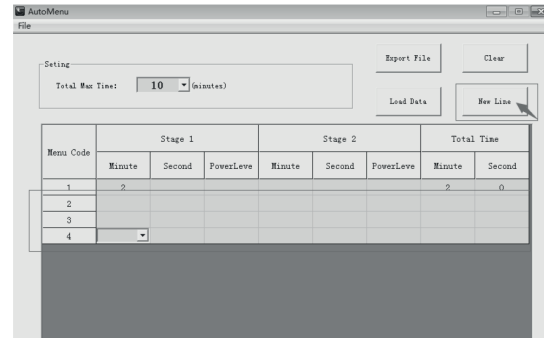 AutoMenu
File
Seting
Total Max Time: 10 (minutes)
Export File
Clear
Load Data
New Line
Menu Code
Stage 1
Stage 2
Total Time
Minute
Second
PowerLeve
Minute
Second
PowerLeve
Minute
Second
1 2 2 0
2
3
4